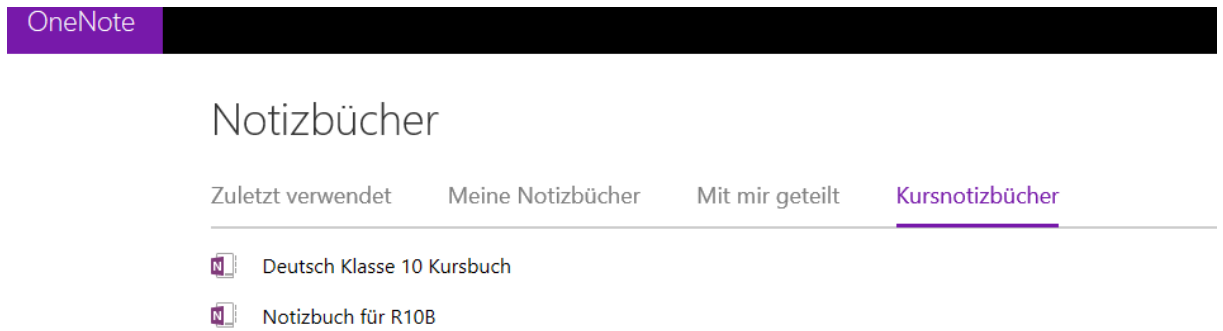 OneNote
Notizbücher
Zuletzt verwendet Meine Notizbücher Mit mir geteilt Kursnotizbücher
N Deutsch Klasse 10 Kursbuch
N Notizbuch für R10B